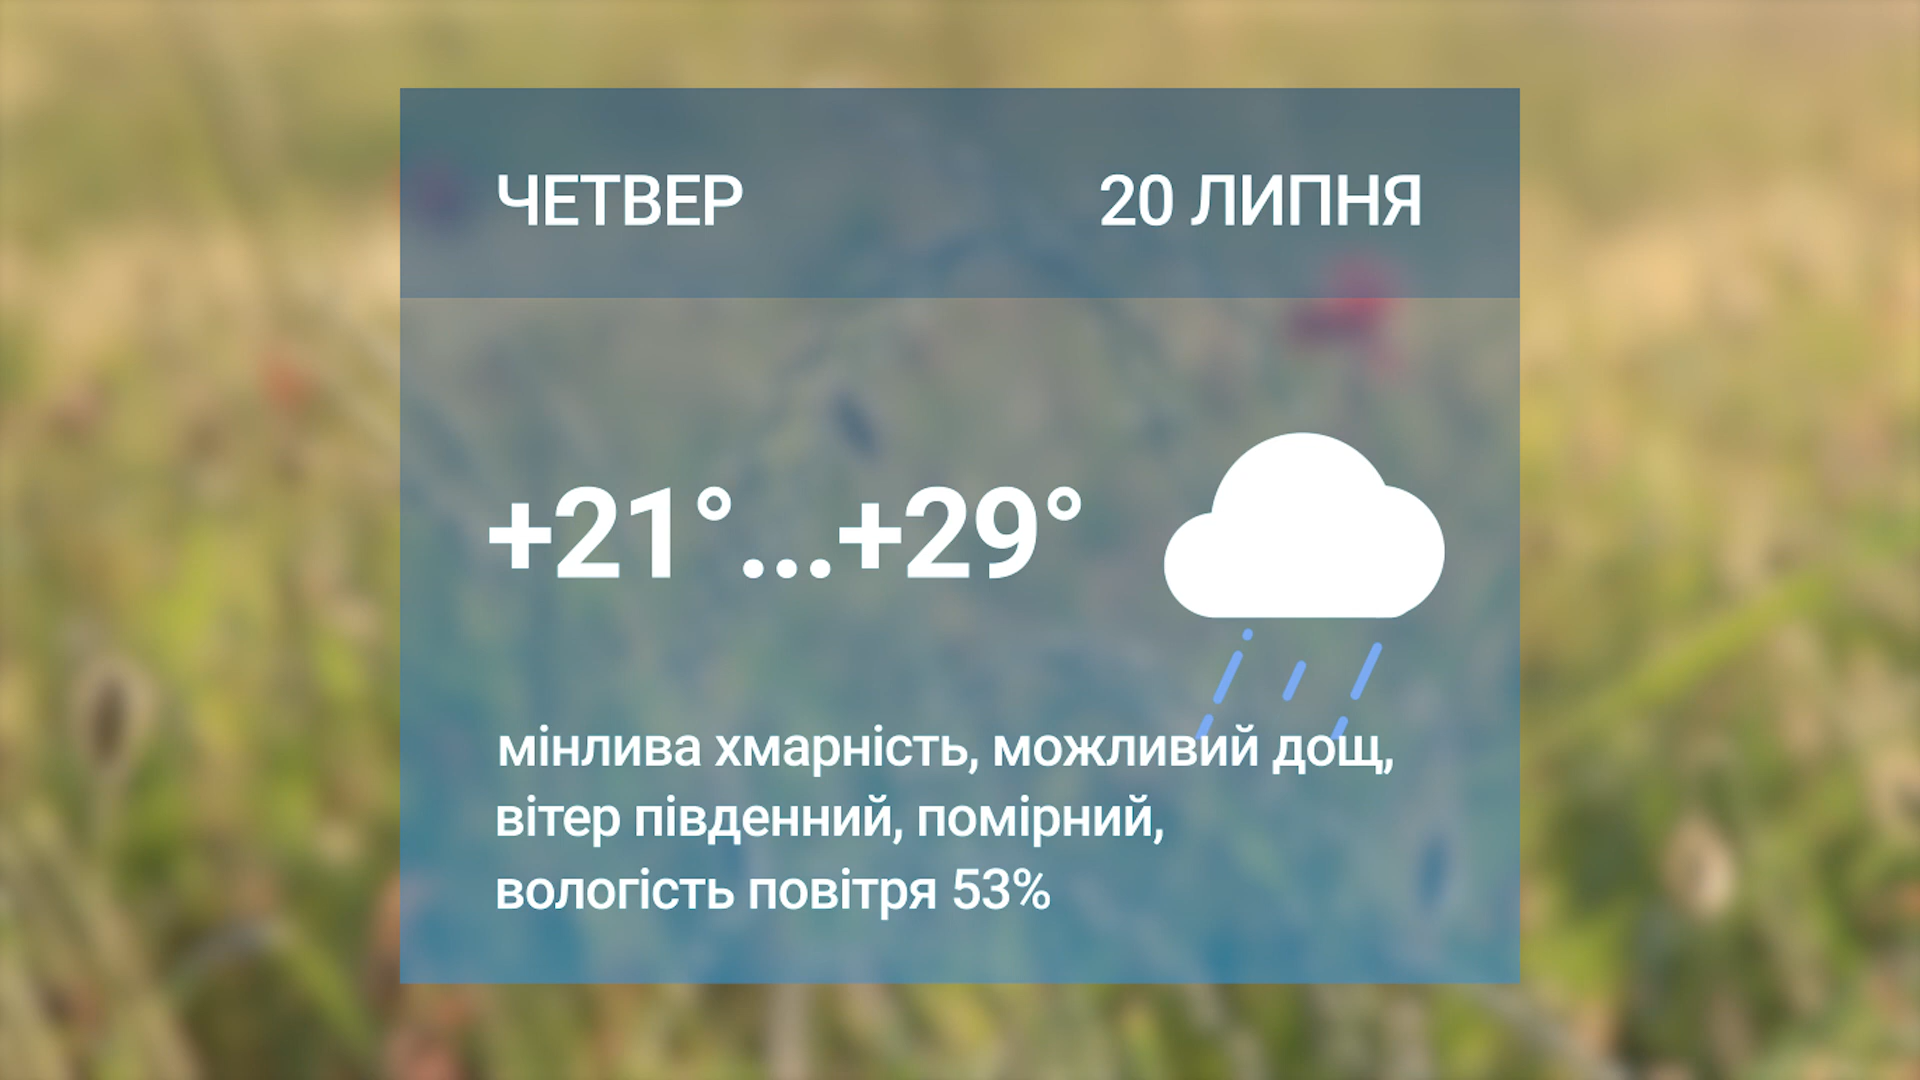 ЧЕТВЕР 20 ЛИПНЯ
+21°...+29°
мінлива хмарність, можливий дощ,
вітер південний, помірний,
вологість повітря 53%